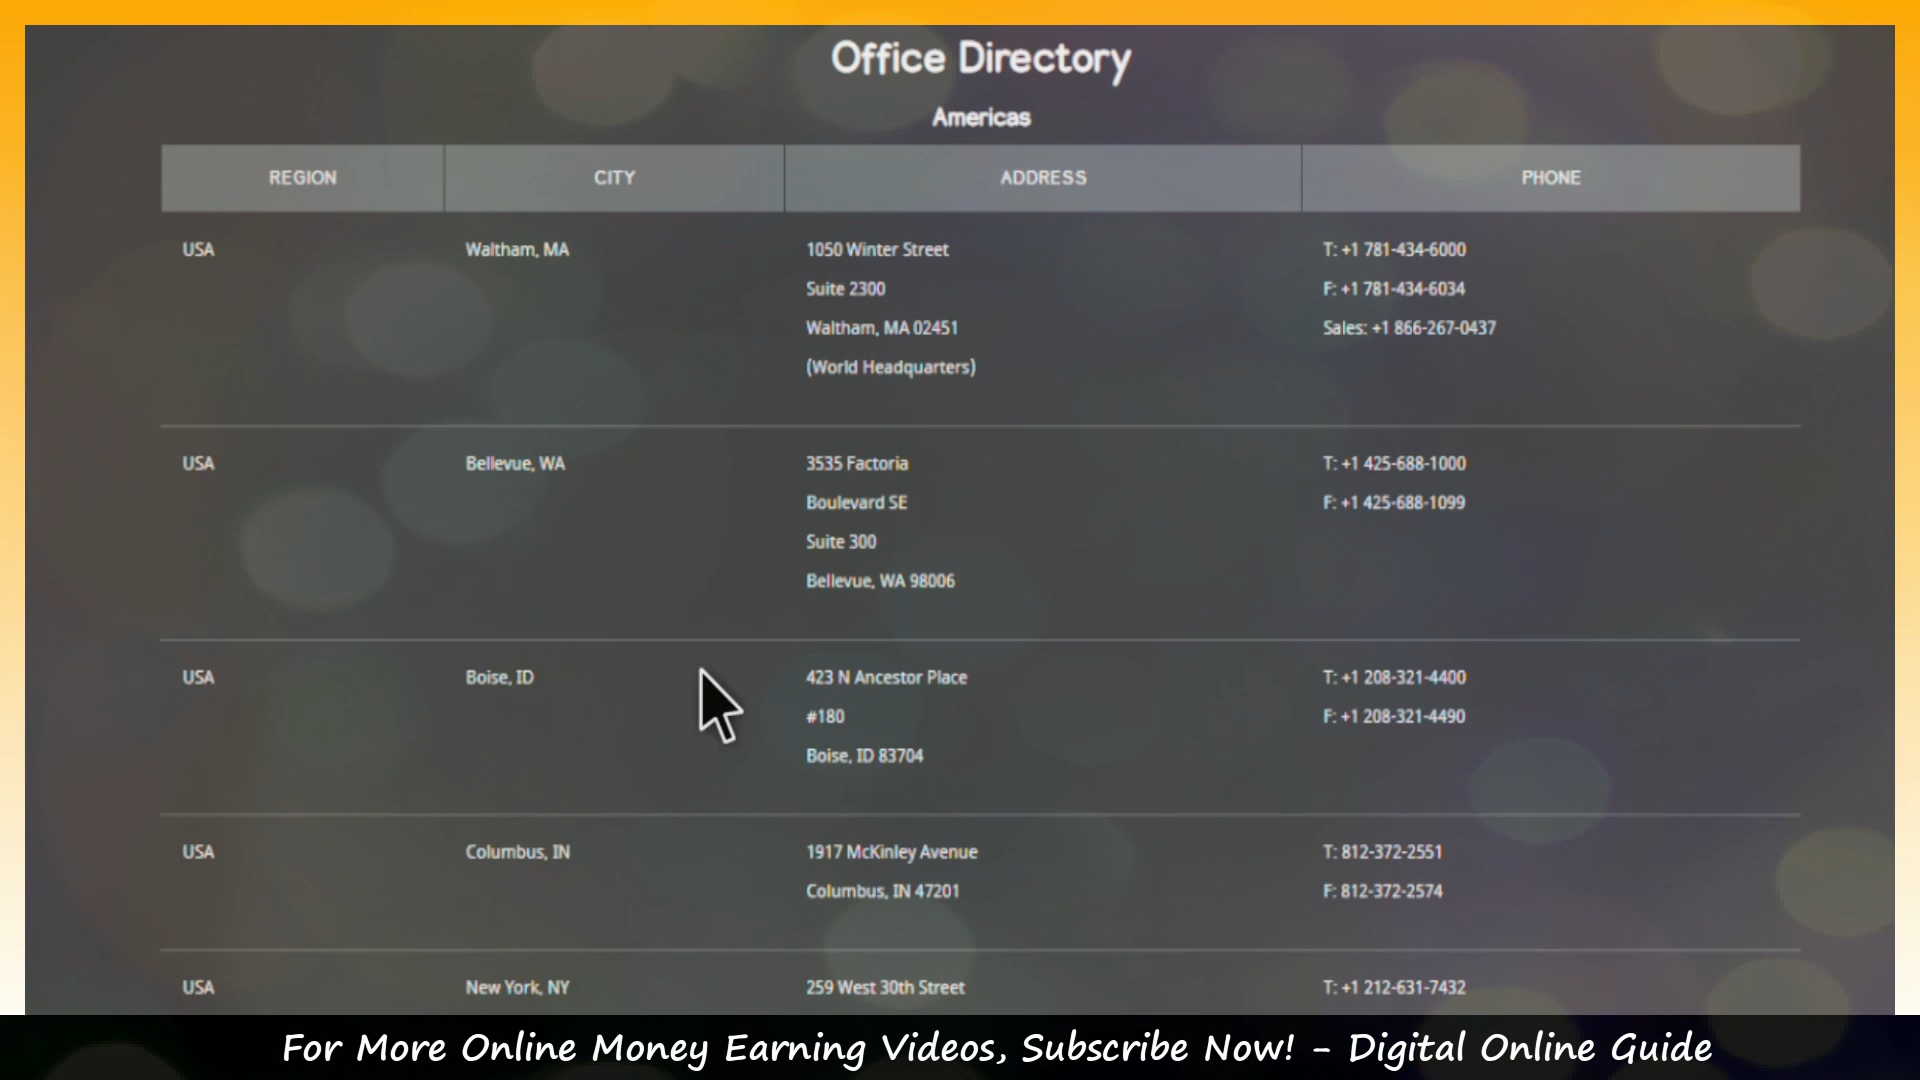 Office Directory
Americas
REGION CITY ADDRESS PHONE
USA Waltham, MA 1050 Winter Street T: +1 781-434-6000
Suite 2300 F: +1 781-434-6034
Waltham, MA 02451 Sales: +1 866-267-0437
(World Headquarters)
USA Bellevue, WA 3535 Factoria T: +1 425-688-1000
Boulevard SE F: +1 425-688-1099
Suite 300
Bellevue, WA 98006
USA Boise, ID 423 N Ancestor Place T: +1 208-321-4400
#180 F: +1 208-321-4490
Boise, ID 83704
USA Columbus, IN 1917 McKinley Avenue T: 812-372-2551
Columbus, IN 47201 F: 812-372-2574
USA New York, NY 259 West 30th Street T: +1 212-631-7432
For More Online Money Earning Videos, Subscribe Now! - Digital Online Guide